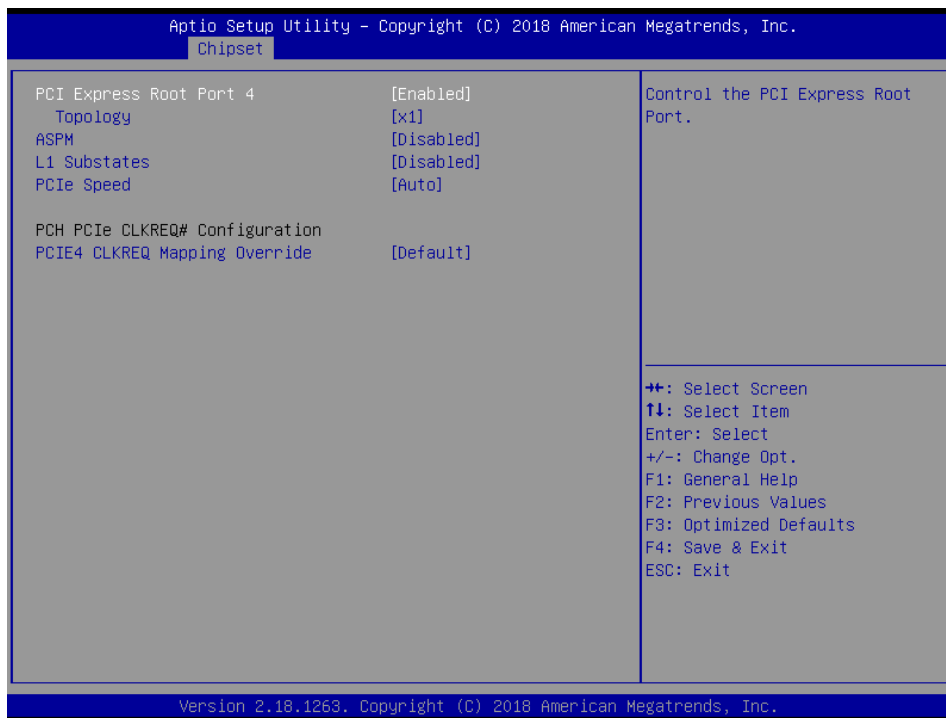 Aptio Setup Utility – Copyright (C) 2018 American Megatrends, Inc.
Chipset
PCI Express Root Port 4 [Enabled]
Topology [x1]
ASPM [Disabled]
L1 Substates [Disabled]
PCIe Speed [Auto]
PCH PCIe CLKREQ# Configuration
PCIE4 CLKREQ Mapping Override [Default]
Control the PCI Express Root
Port.
→←: Select Screen
↑↓: Select Item
Enter: Select
+/-: Change Opt.
F1: General Help
F2: Previous Values
F3: Optimized Defaults
F4: Save & Exit
ESC: Exit
Version 2.18.1263. Copyright (C) 2018 American Megatrends, Inc.